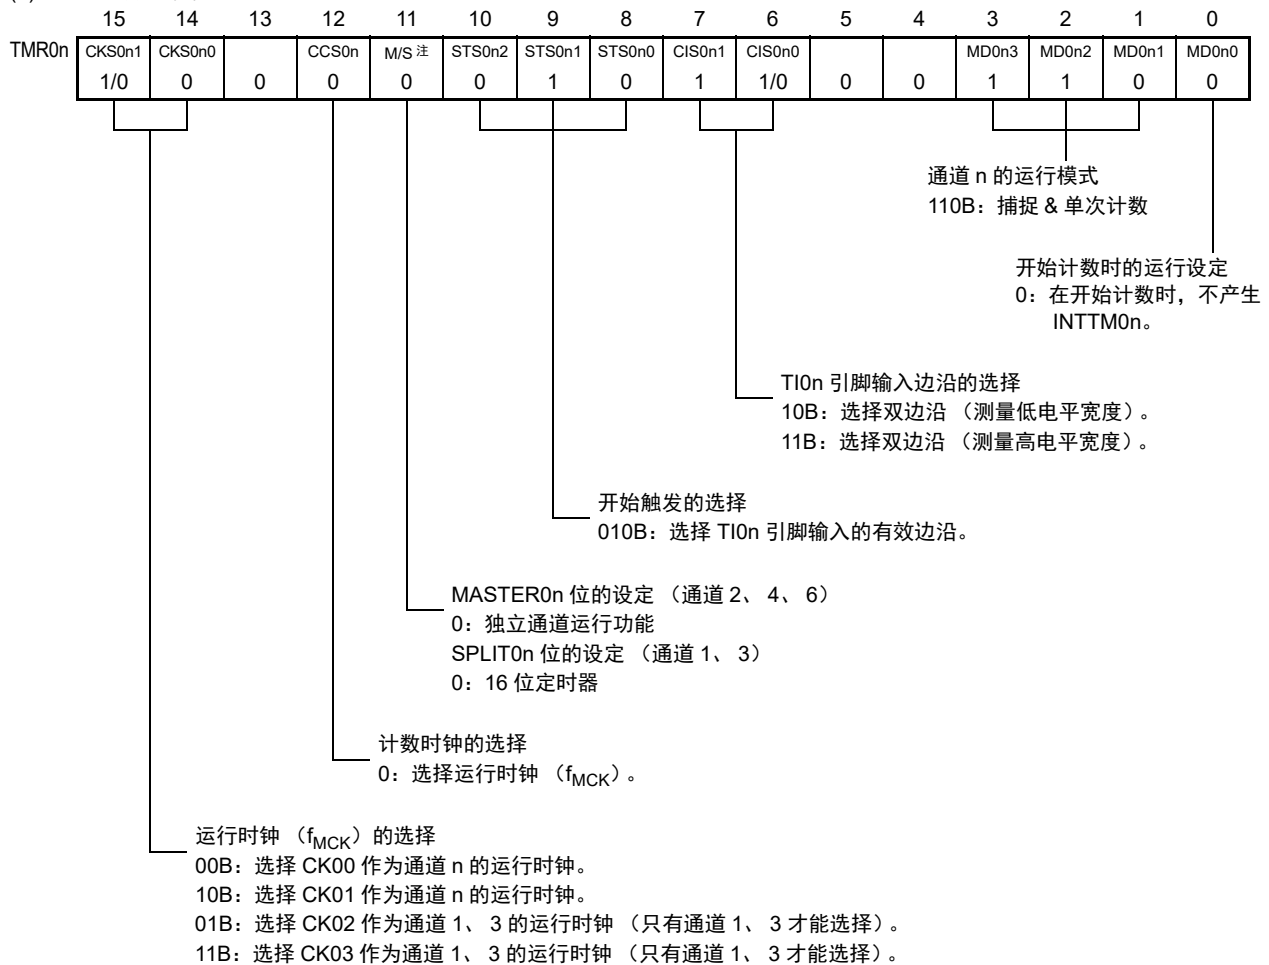 15 14 13 12 11 10 9 8 7 6 5 4 3 2 1 0
TMR0n CKS0n1 CKS0n0 CCS0n M/S 注 STS0n2 STS0n1 STS0n0 CIS0n1 CIS0n0 MD0n3 MD0n2 MD0n1 MD0n0
1/0 0 0 0 0 0 1 0 1 1/0 0 0 1 1 0 0
通道 n 的运行模式
110B：捕捉 & 单次计数
开始计数时的运行设定
0：在开始计数时，不产生
INTTM0n。
TI0n 引脚输入边沿的选择
10B：选择双边沿 （测量低电平宽度）。
11B：选择双边沿 （测量高电平宽度）。
开始触发的选择
010B：选择 TI0n 引脚输入的有效边沿。
MASTER0n 位的设定 （通道 2、 4、 6）
0：独立通道运行功能
SPLIT0n 位的设定 （通道 1、 3）
0：16 位定时器
计数时钟的选择
0：选择运行时钟 （fMCK）。
运行时钟 （fMCK）的选择
00B：选择 CK00 作为通道 n 的运行时钟。
10B：选择 CK01 作为通道 n 的运行时钟。
01B：选择 CK02 作为通道 1、 3 的运行时钟 （只有通道 1、 3 才能选择）。
11B：选择 CK03 作为通道 1、 3 的运行时钟 （只有通道 1、 3 才能选择）。